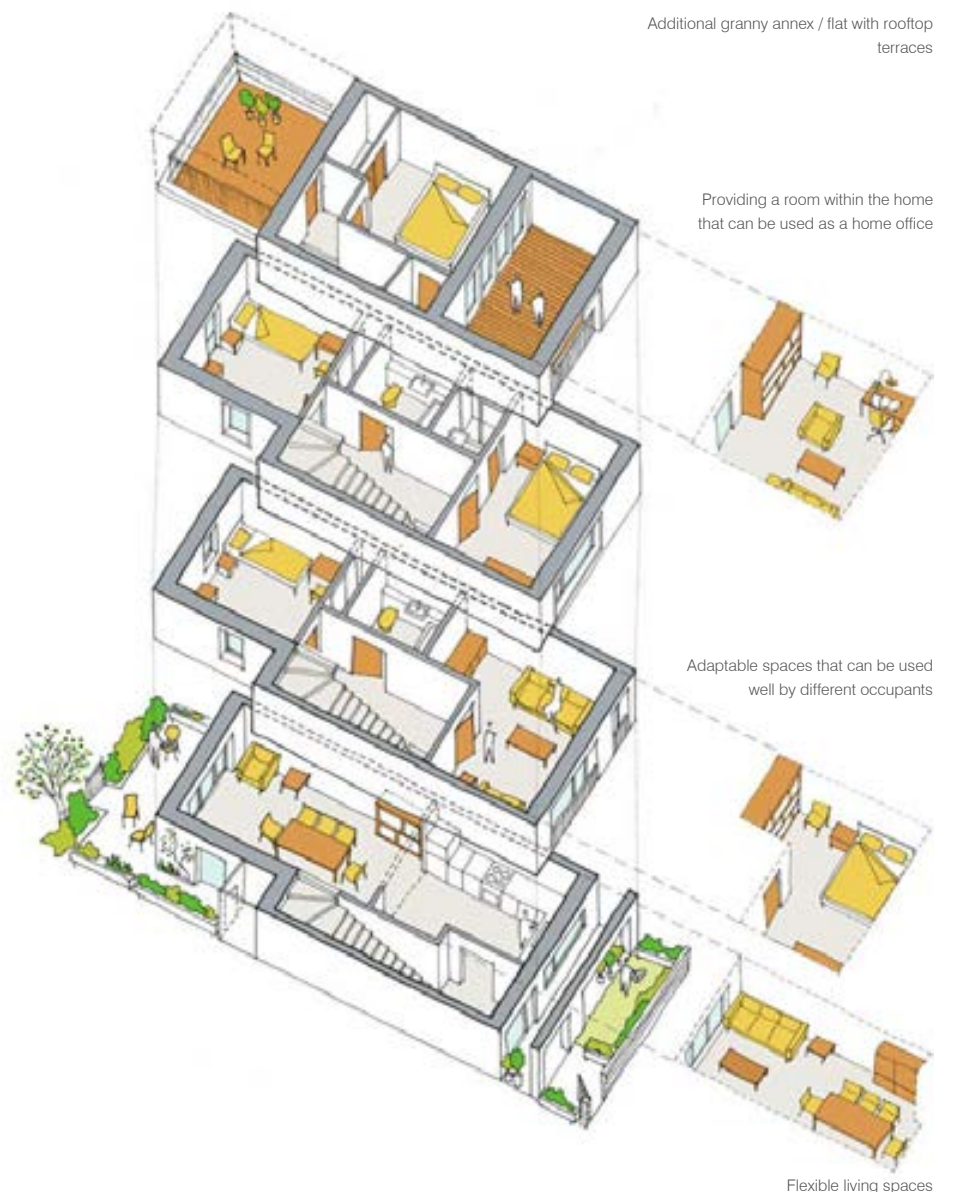 Additional granny annex / flat with rooftop
terraces
Providing a room within the home
that can be used as a home office
Adaptable spaces that can be used
well by different occupants
Flexible living spaces